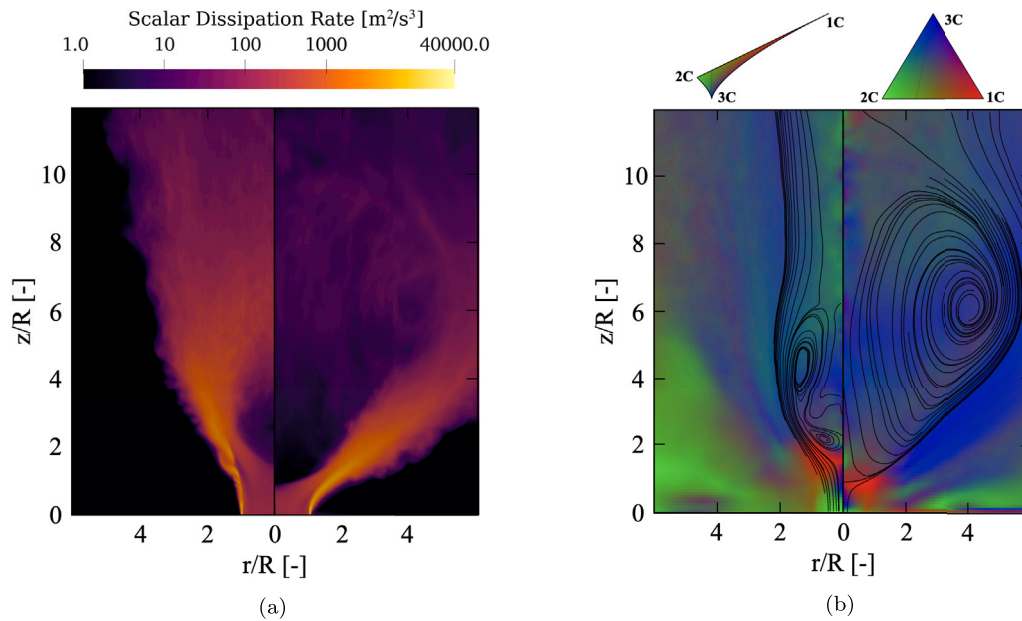 Scalar Dissipation Rate [m²/s³]
1.0 10 100 1000 40000.0
z/R [-]
10
8
6
4
2
0
2 0 2 4
r/R [-]
(a)
1C
2C
3C
3C
2C 1C
z/R [-]
10
8
6
4
2
0
4 2 0 2 4
r/R [-]
(b)